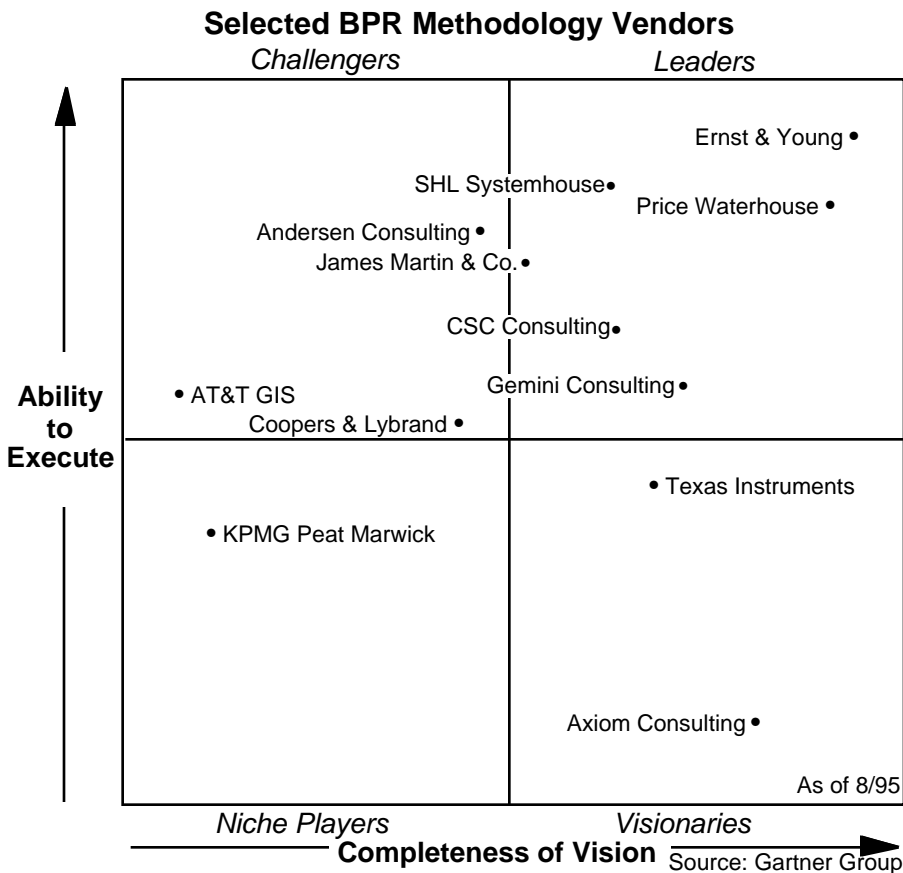 Selected BPR Methodology Vendors
Challengers
Leaders
Ernst & Young
SHL Systemhouse
Price Waterhouse
Andersen Consulting
James Martin & Co.
CSC Consulting
Gemini Consulting
AT&T GIS
Coopers & Lybrand
Ability
to
Execute
Texas Instruments
KPMG Peat Marwick
Axiom Consulting
As of 8/95
Niche Players
Visionaries
Completeness of Vision
Source: Gartner Group